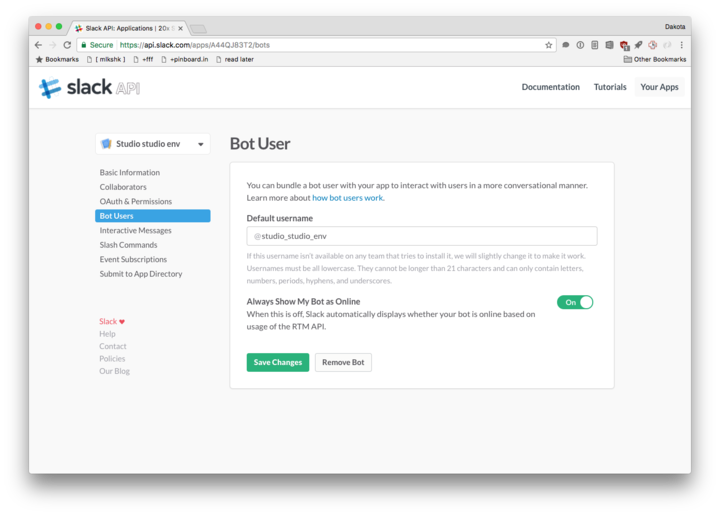 Slack API: Applications | 20x S
Dakota
Secure
https://api.slack.com/apps/A44QJB3T2/bots
Bookmarks
[ mlkshk ]
+fff
+pinboard.in
read later
Other Bookmarks
slack API
Documentation
Tutorials
Your Apps
Studio studio env
Basic Information
Collaborators
OAuth & Permissions
Bot Users
Interactive Messages
Slash Commands
Event Subscriptions
Submit to App Directory
Slack ♥
Help
Contact
Policies
Our Blog
Bot User
You can bundle a bot user with your app to interact with users in a more conversational manner.
Learn more about how bot users work.
Default username
@studio_studio_env
If this username isn't available on any team that tries to install it, we will slightly change it to make it work.
Usernames must be all lowercase. They cannot be longer than 21 characters and can only contain letters,
numbers, periods, hyphens, and underscores.
Always Show My Bot as Online
On
When this is off, Slack automatically displays whether your bot is online based on
usage of the RTM API.
Save Changes
Remove Bot